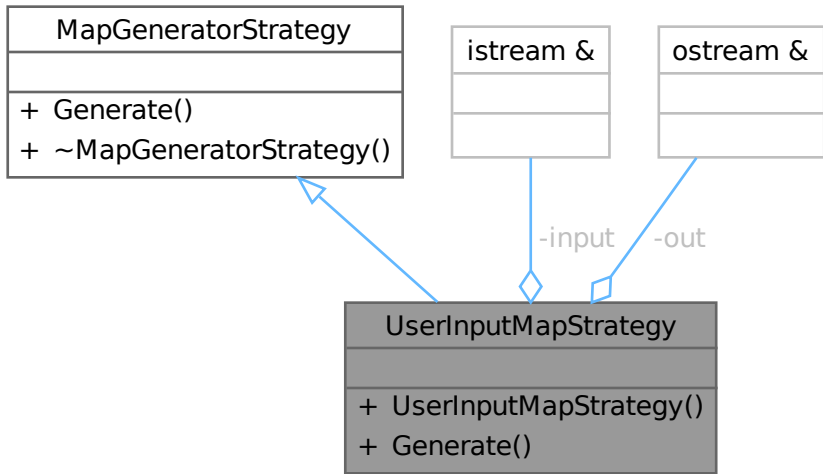 MapGeneratorStrategy
+ Generate()
+ ~MapGeneratorStrategy()
istream &
ostream &
-input
-out
UserInputMapStrategy
+ UserInputMapStrategy()
+ Generate()